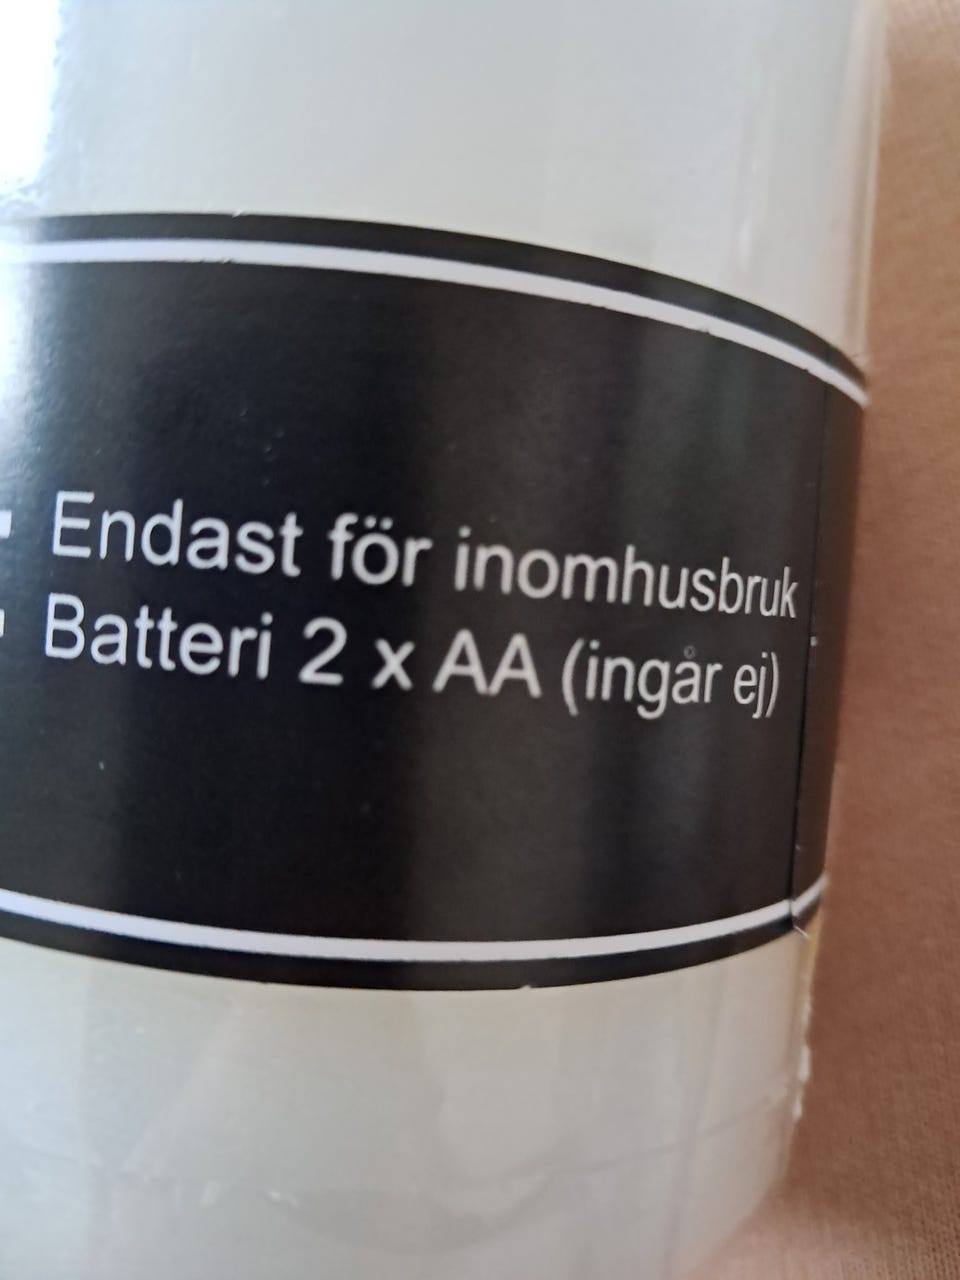 Endast för inomhusbruk
Batteri 2 x AA (ingår ej)